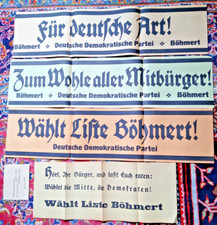 Für deutsche Art!
Böhmert ✦ Deutsche Demokratische Partei ✦ Böhmert
Zum Wohle aller Mitbürger!
Böhmert ✦ Deutsche Demokratische Partei ✦ Böhmert
Wählt Liste Böhmert!
Deutsche Demokratische Partei
Hört, Ihr Bürger, und laßt Euch raten:
Wählet die Mitte, die Demokraten!
Wählt Liste Böhmert